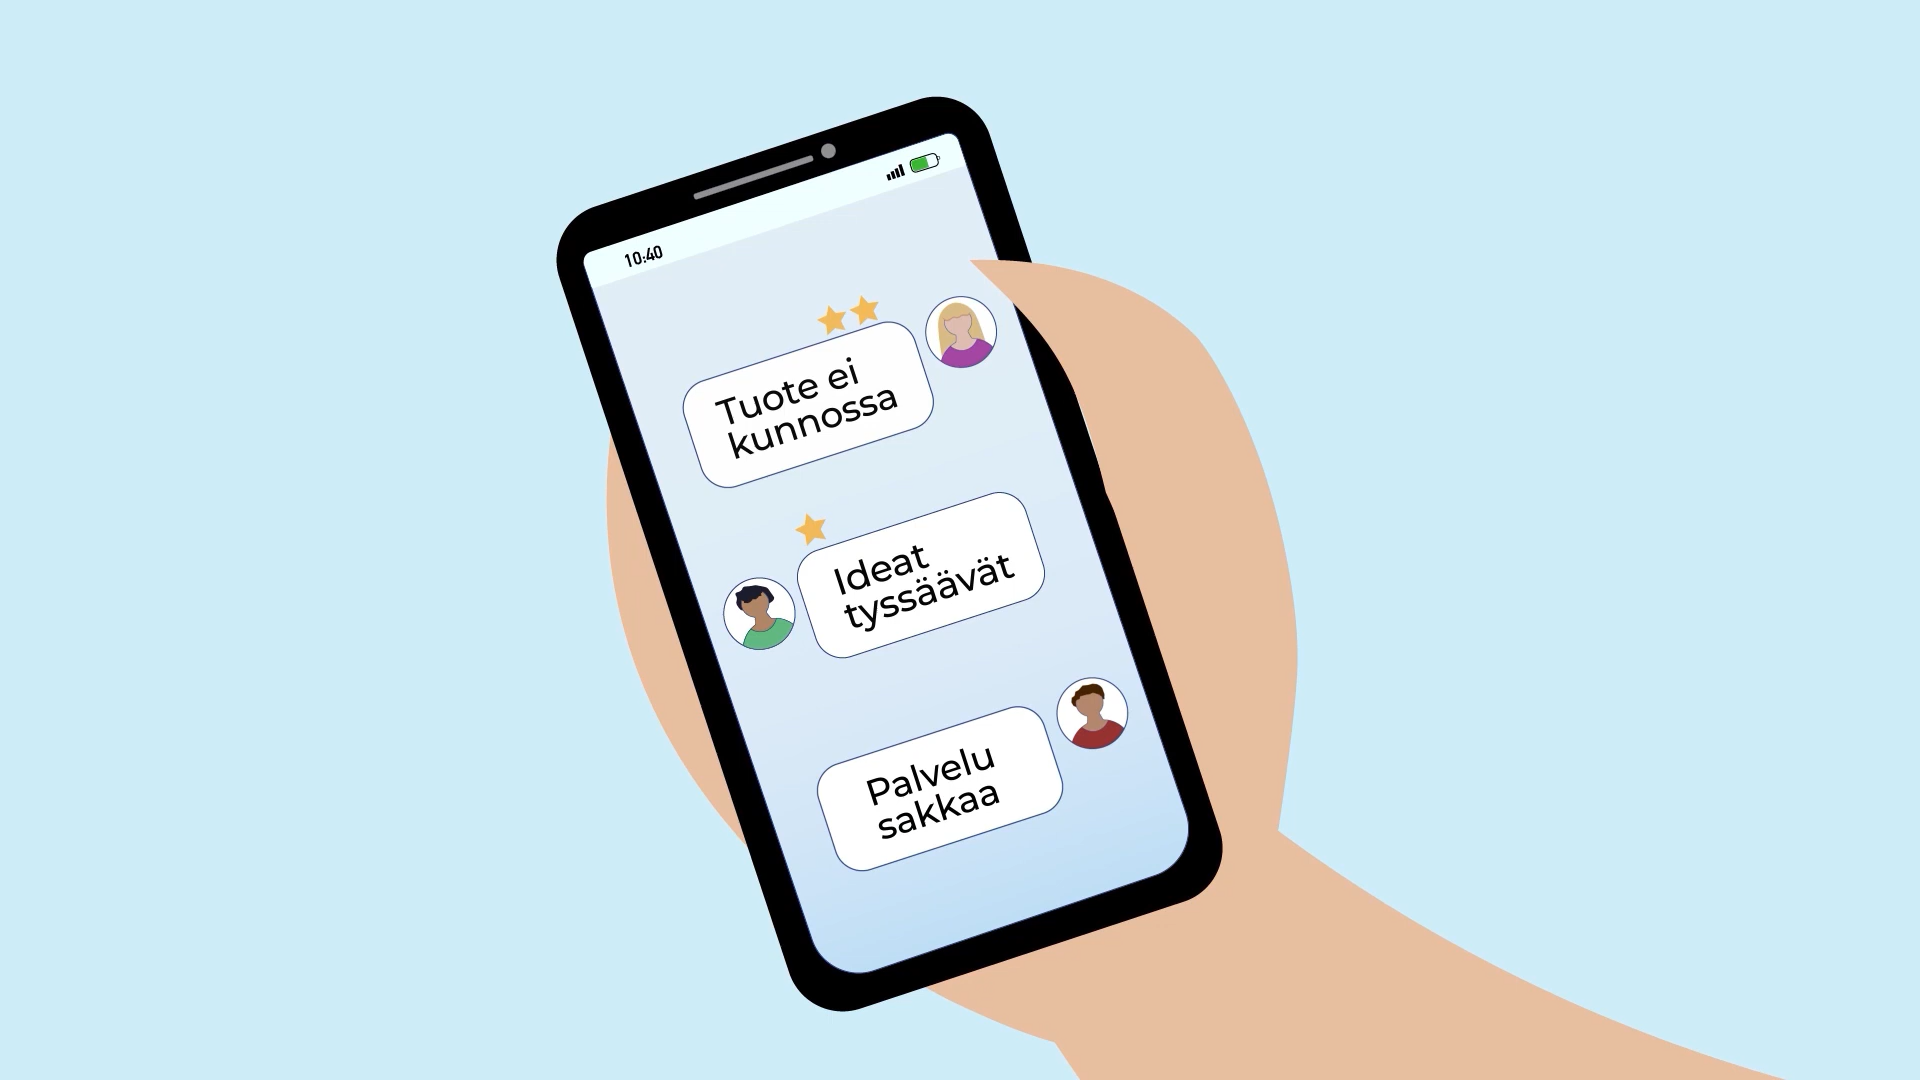 10:40
Tuote ei
kunnossa
Ideat
tyssäävät
Palvelu
sakkaa